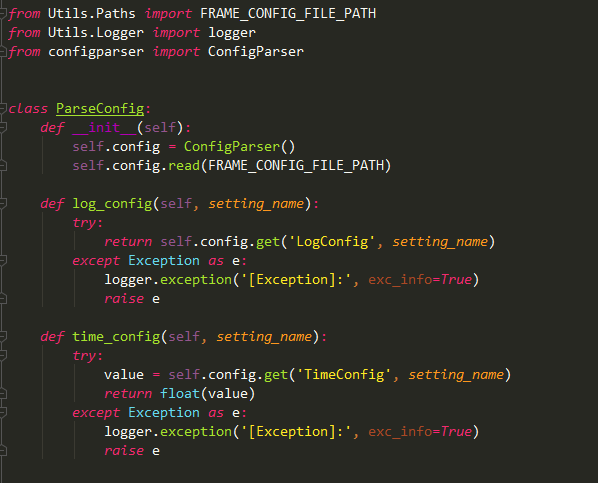 from Utils.Paths import FRAME_CONFIG_FILE_PATH
from Utils.Logger import logger
from configparser import ConfigParser
class ParseConfig:
    def __init__(self):
        self.config = ConfigParser()
        self.config.read(FRAME_CONFIG_FILE_PATH)
    def log_config(self, setting_name):
        try:
            return self.config.get('LogConfig', setting_name)
        except Exception as e:
            logger.exception('[Exception]:', exc_info=True)
            raise e
    def time_config(self, setting_name):
        try:
            value = self.config.get('TimeConfig', setting_name)
            return float(value)
        except Exception as e:
            logger.exception('[Exception]:', exc_info=True)
            raise e